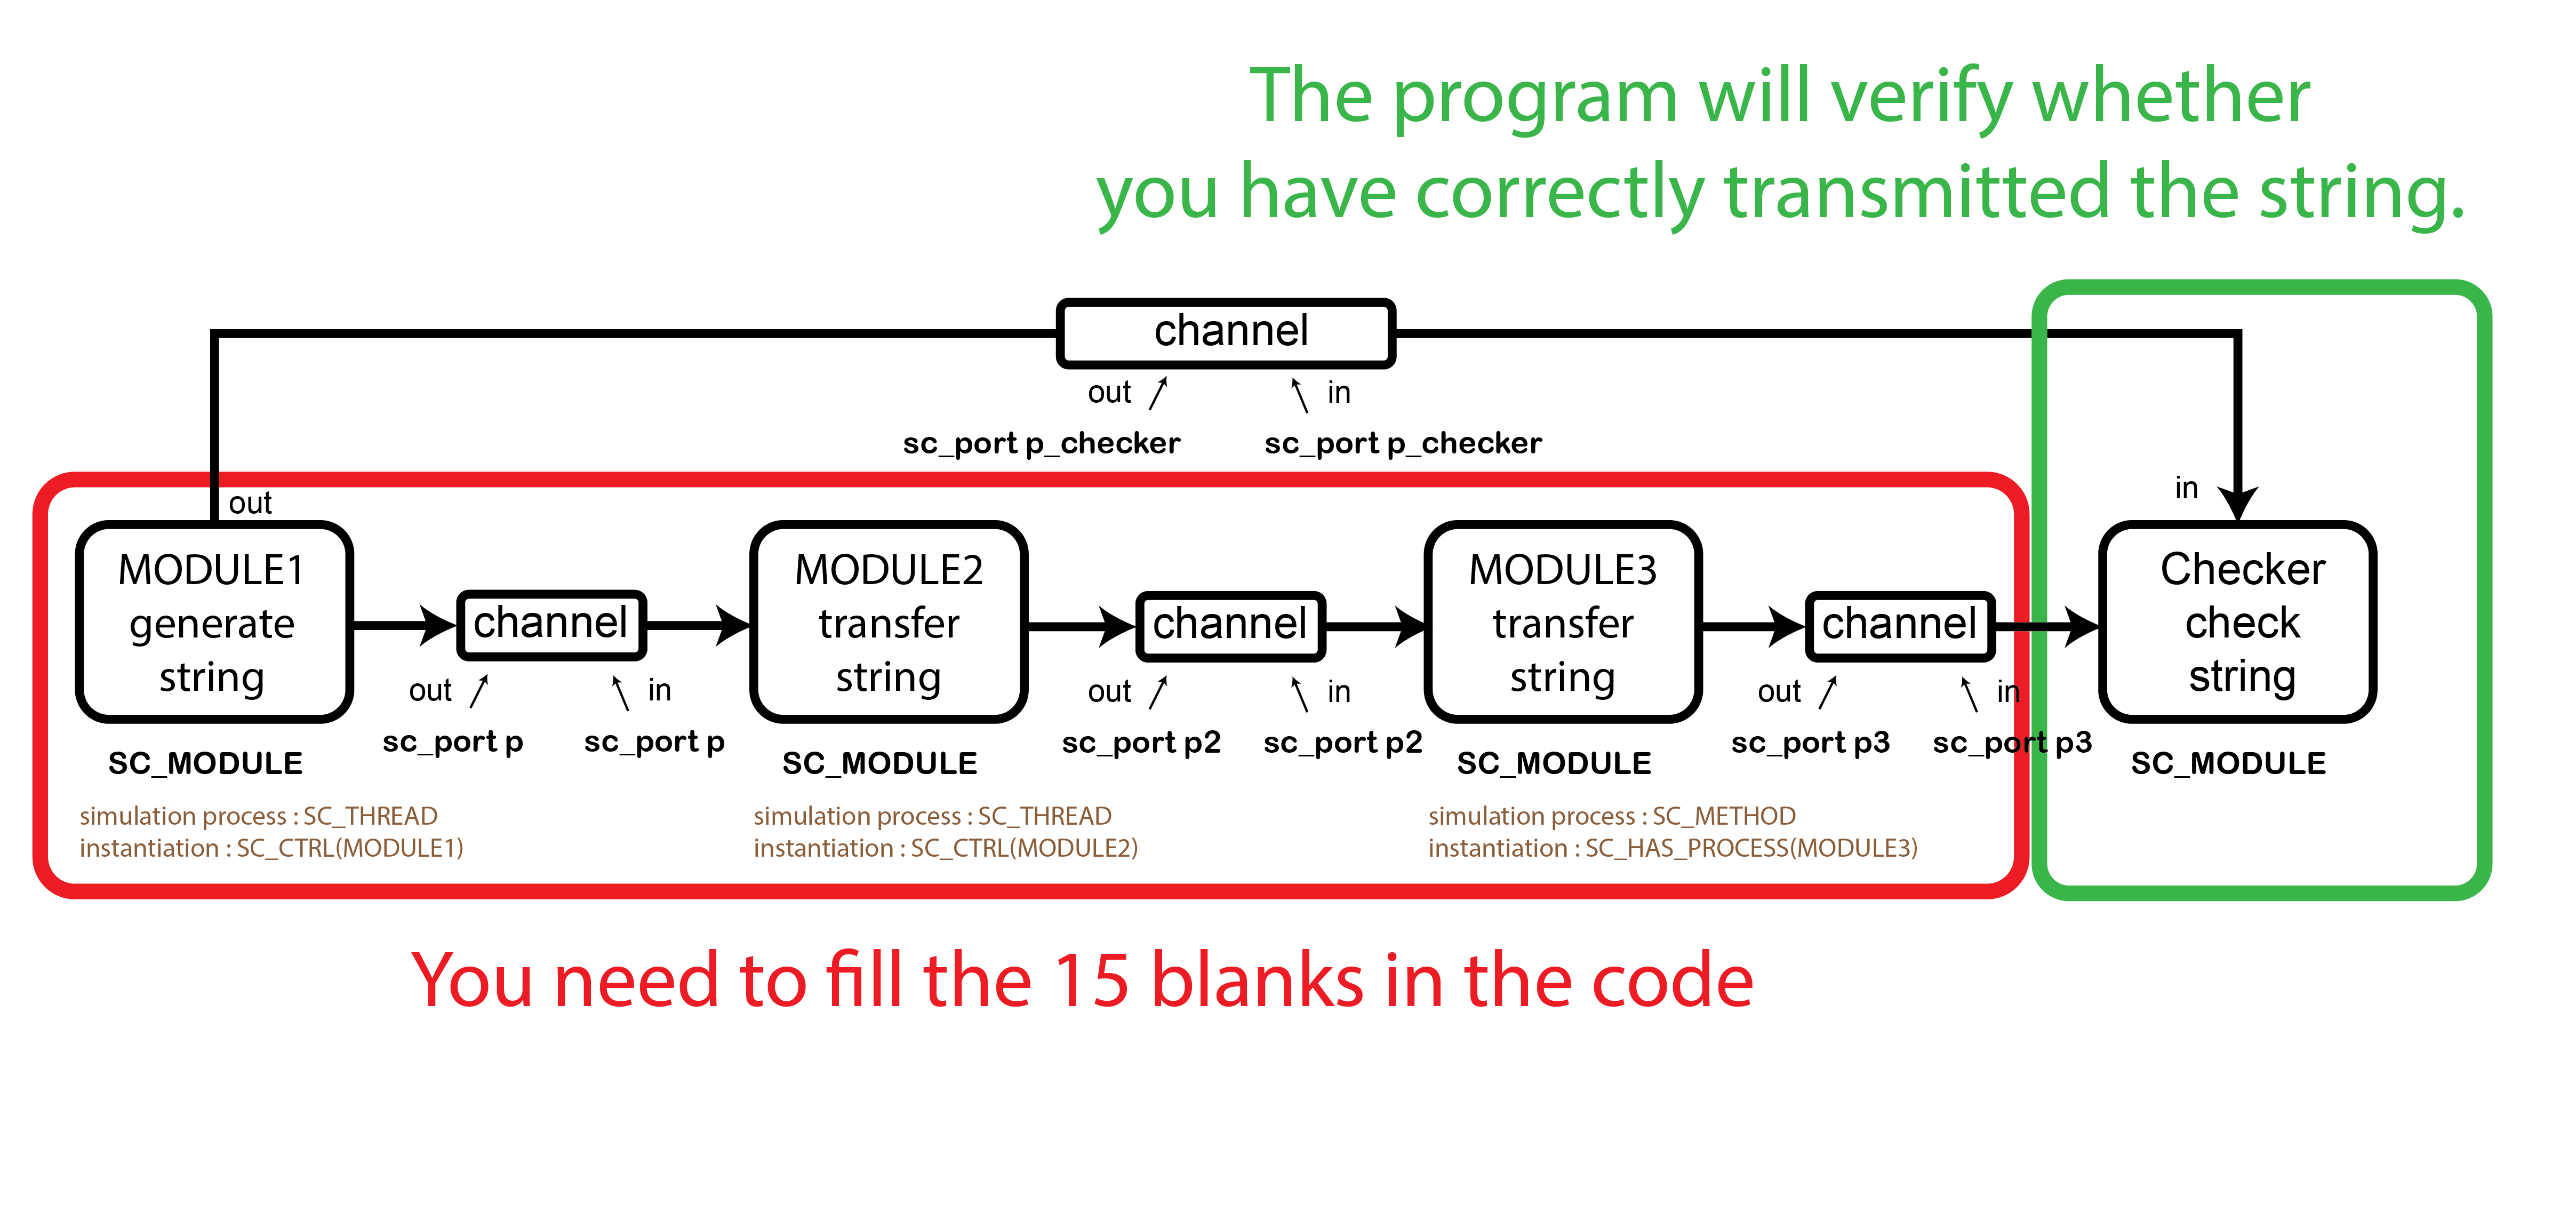 The program will verify whether
you have correctly transmitted the string.
channel
out
in
sc_port p_checker
sc_port p_checker
out
in
MODULE1
generate
string
channel
out
in
sc_port p
sc_port p
SC_MODULE
simulation process : SC_THREAD
instantiation : SC_CTRL(MODULE1)
MODULE2
transfer
string
channel
out
in
sc_port p2
sc_port p2
SC_MODULE
simulation process : SC_THREAD
instantiation : SC_CTRL(MODULE2)
MODULE3
transfer
string
channel
out
in
sc_port p3
sc_port p3
SC_MODULE
simulation process : SC_METHOD
instantiation : SC_HAS_PROCESS(MODULE3)
Checker
check
string
SC_MODULE
You need to fill the 15 blanks in the code